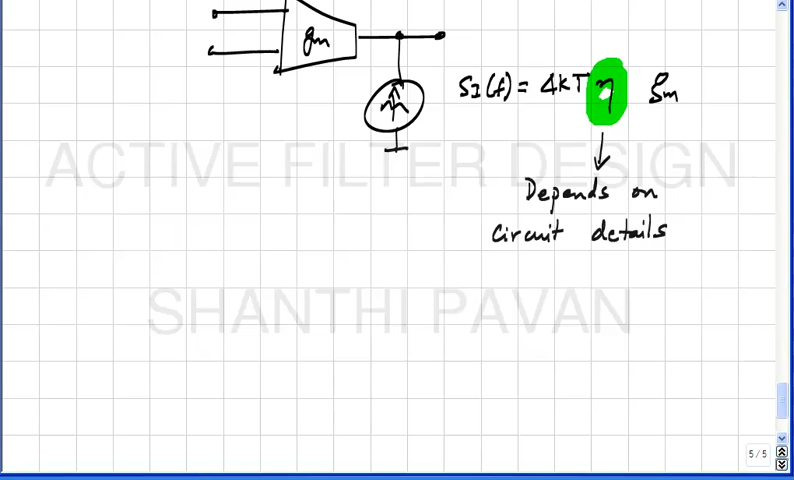 gm
SI(f) = 4kT η gm
ACTIVE FILTER DESIGN
Depends on
Circuit details
SHANTHI PAVAN
5/5